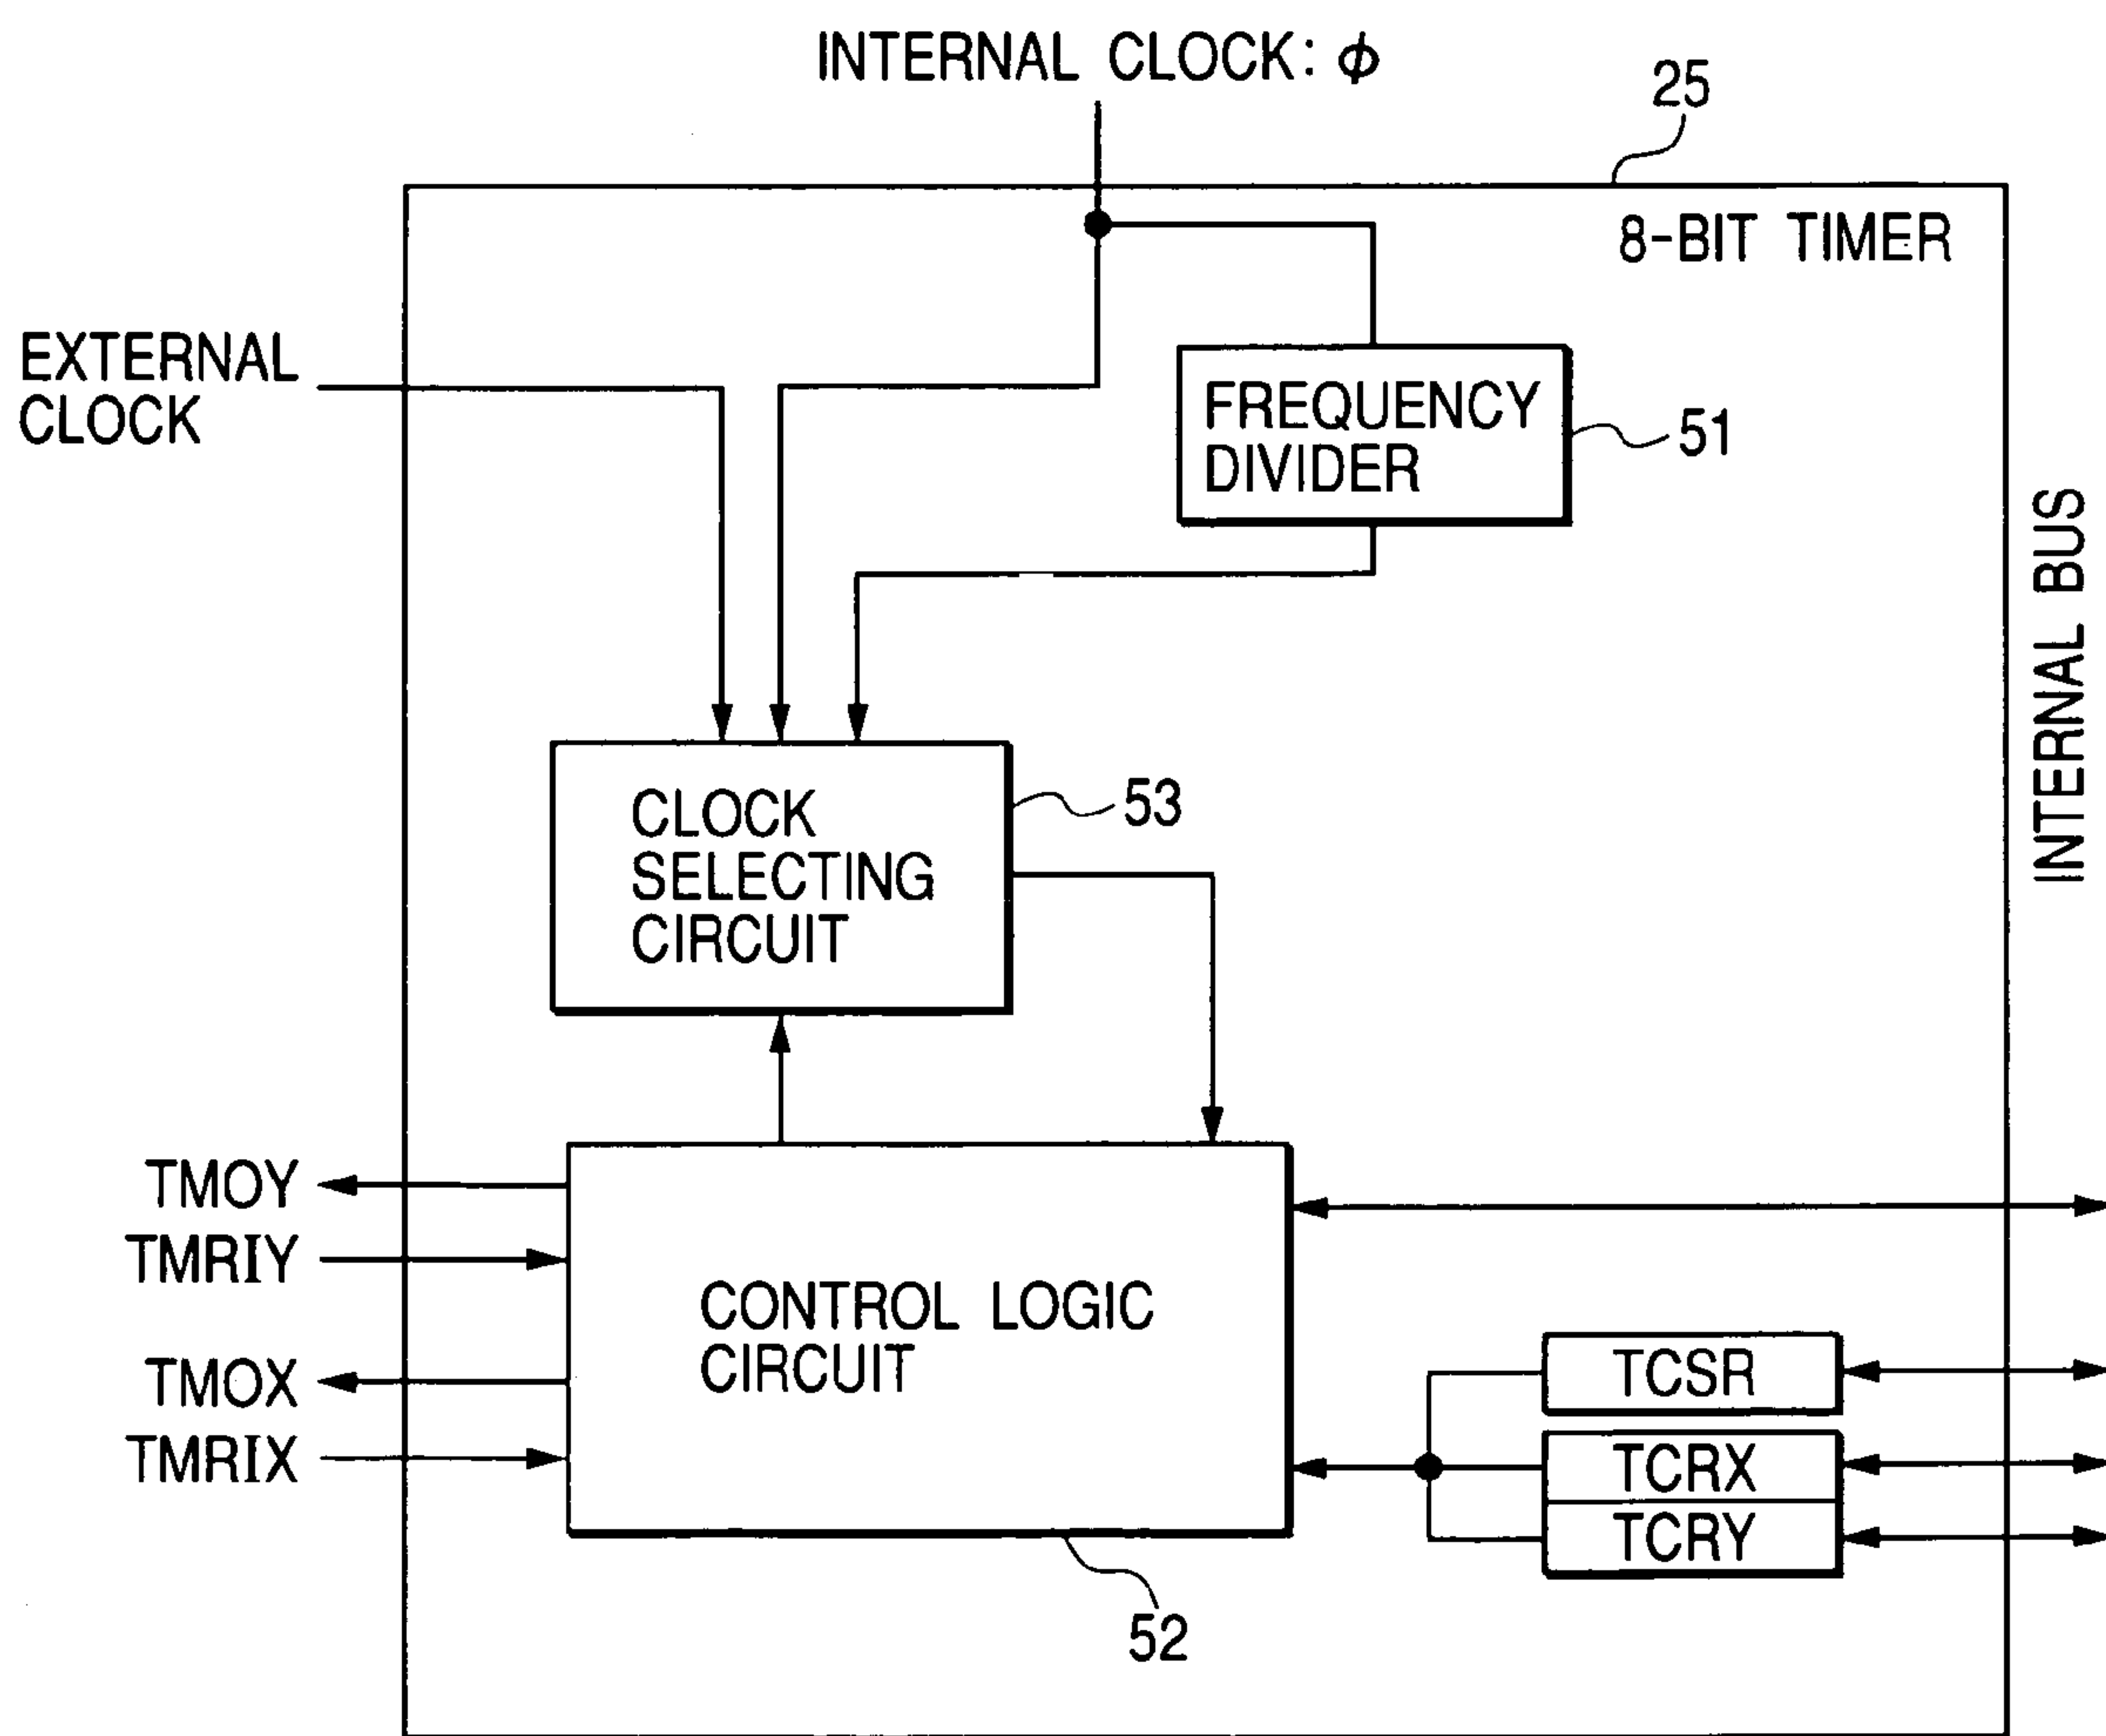 INTERNAL CLOCK: ϕ
25
8-BIT TIMER
EXTERNAL
CLOCK
FREQUENCY
DIVIDER
51
INTERNAL BUS
CLOCK
SELECTING
CIRCUIT
53
TMOY
TMRIY
CONTROL LOGIC
CIRCUIT
TMOX
TMRIX
TCSR
TCRX
TCRY
52